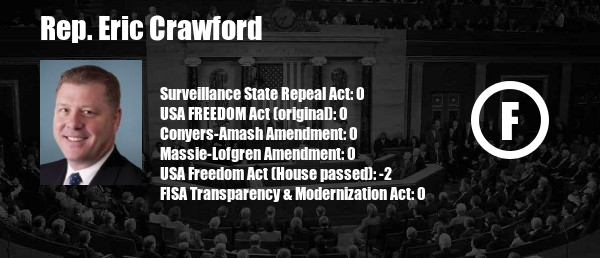 Rep. Eric Crawford
Surveillance State Repeal Act: 0
USA FREEDOM Act (original): 0
Conyers-Amash Amendment: 0
Massie-Lofgren Amendment: 0
USA Freedom Act (House passed): -2
FISA Transparency & Modernization Act: 0
F